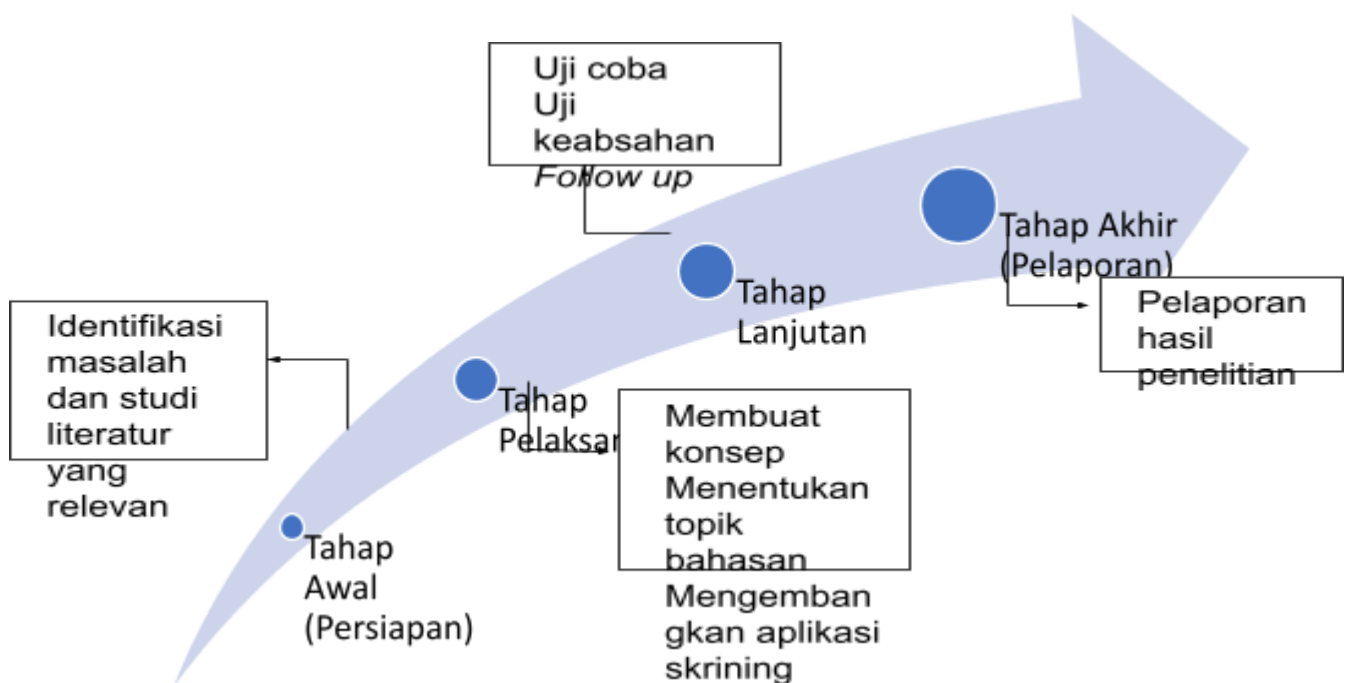 Uji coba
Uji
keabsahan
Follow up
Tahap Akhir
(Pelaporan)
Pelaporan
hasil
penelitian
Tahap
Lanjutan
Identifikasi
masalah
dan studi
literatur
yang
relevan
Tahap
Pelaksan
Membuat
konsep
Menentukan
topik
bahasan
Mengemban
gkan aplikasi
skrining
Tahap
Awal
(Persiapan)